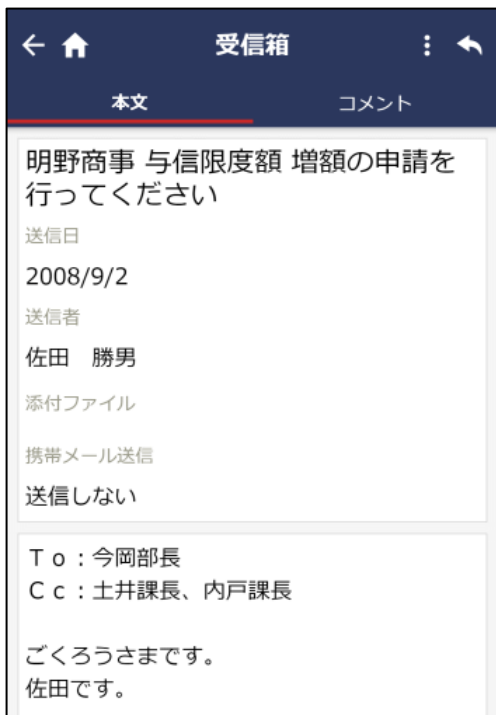 受信箱
本文 コメント
明野商事 与信限度額 増額の申請を
行ってください
送信日
2008/9/2
送信者
佐田　勝男
添付ファイル
携帯メール送信
送信しない
Ｔｏ：今岡部長
Ｃｃ：土井課長、内戸課長
ごくろうさまです。
佐田です。